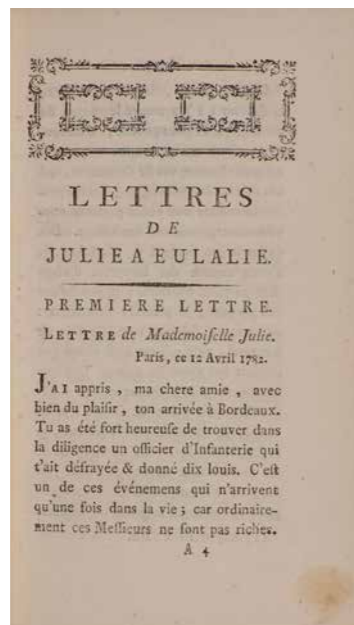 LETTRES
DE
JULIE A EULALIE.
PREMIERE LETTRE.
LETTRE de Mademoiſelle Julie.
Paris, ce 12 Avril 1782.
J'AI appris , ma chere amie , avec
bien du plaiſir , ton arrivée à Bordeaux.
Tu as été fort heureuſe de trouver dans
la diligence un officier d'Infanterie qui
t'ait défrayée & donné dix louis. C'eſt
un de ces événemens qui n'arrivent
qu'une fois dans la vie ; car ordinaire-
ment ces Meſſieurs ne ſont pas riches.
A 4